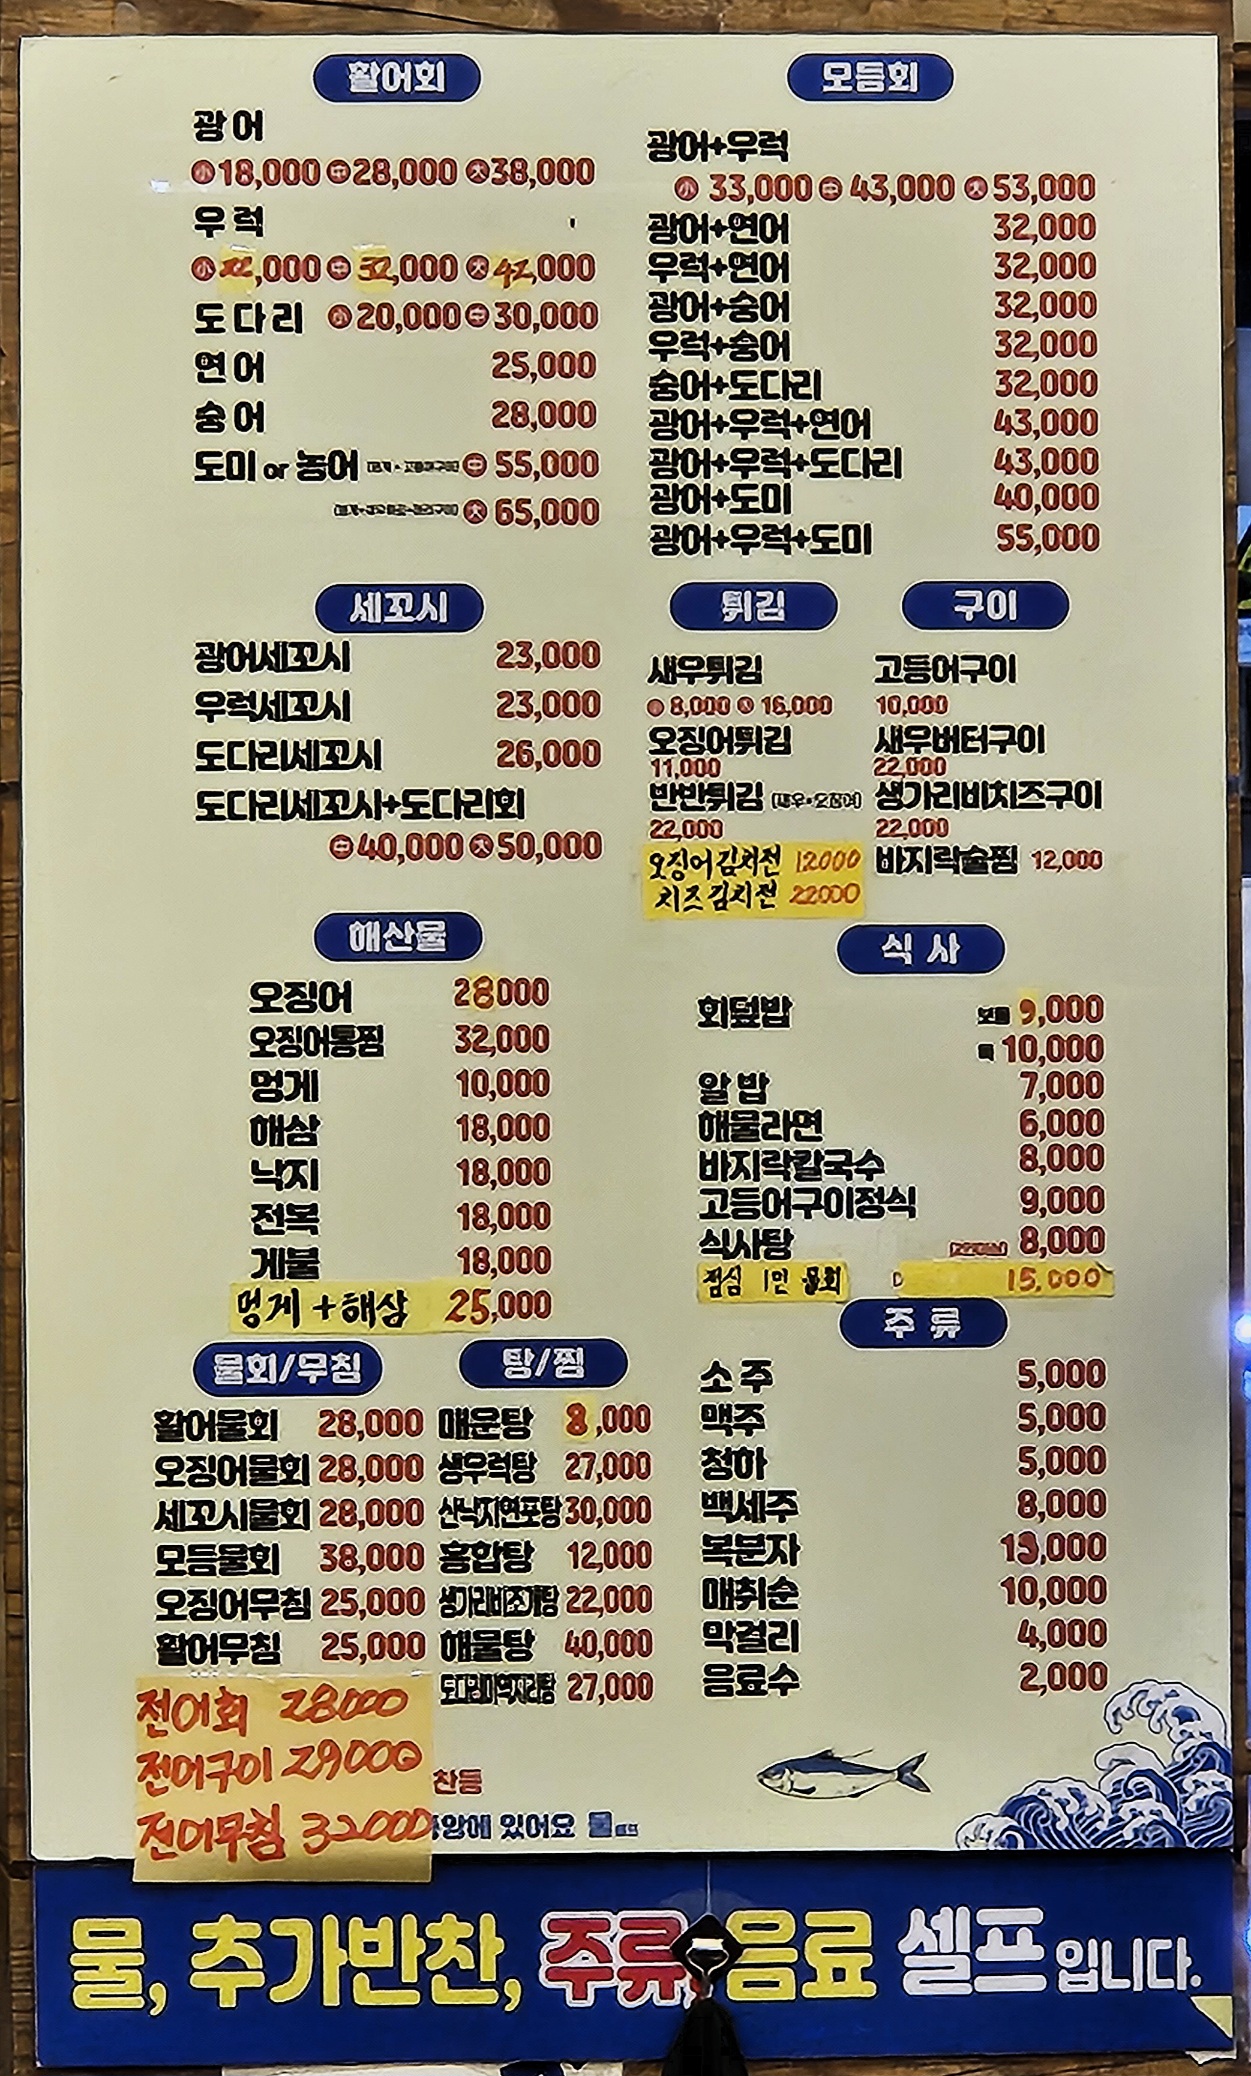 활어회
광어
小 18,000 中 28,000 大 38,000
우럭
小 22,000 中 32,000 大 42,000
도다리 小 20,000 中 30,000
연어 25,000
숭어 28,000
도미 or 농어 中 55,000
大 65,000
모듬회
광어+우럭
小 33,000 中 43,000 大 53,000
광어+연어 32,000
우럭+연어 32,000
광어+숭어 32,000
우럭+숭어 32,000
숭어+도다리 32,000
광어+우럭+연어 43,000
광어+우럭+도다리 43,000
광어+도미 40,000
광어+우럭+도미 55,000
세꼬시
광어세꼬시 23,000
우럭세꼬시 23,000
도다리세꼬시 26,000
도다리세꼬시+도다리회
中 40,000 大 50,000
튀김
새우튀김
小 8,000 大 16,000
오징어튀김
11,000
반반튀김 (새우+오징어)
22,000
오징어김치전 12000
치즈김치전 22000
구이
고등어구이
10,000
새우버터구이
22,000
생가리비치즈구이
22,000
바지락술찜 12,000
해산물
오징어 28000
오징어통찜 32,000
멍게 10,000
해삼 18,000
낙지 18,000
전복 18,000
게불 18,000
멍게+해삼 25,000
식사
회덮밥 보통 9,000
특 10,000
알밥 7,000
해물라면 6,000
바지락칼국수 8,000
고등어구이정식 9,000
식사탕 8,000
점심 1인 물회 15,000
물회/무침
활어물회 28,000
오징어물회 28,000
세꼬시물회 28,000
모듬물회 38,000
오징어무침 25,000
활어무침 25,000
전어회 28000
전어구이 29000
전어무침 32000
탕/찜
매운탕 8,000
생우럭탕 27,000
산낙지연포탕 30,000
홍합탕 12,000
생가리비조개탕 22,000
해물탕 40,000
도다리미역지리탕 27,000
주류
소주 5,000
맥주 5,000
청하 5,000
백세주 8,000
복분자 13,000
매취순 10,000
막걸리 4,000
음료수 2,000
찬등
앙에 있어요
물, 추가반찬, 주류, 음료 셀프입니다.